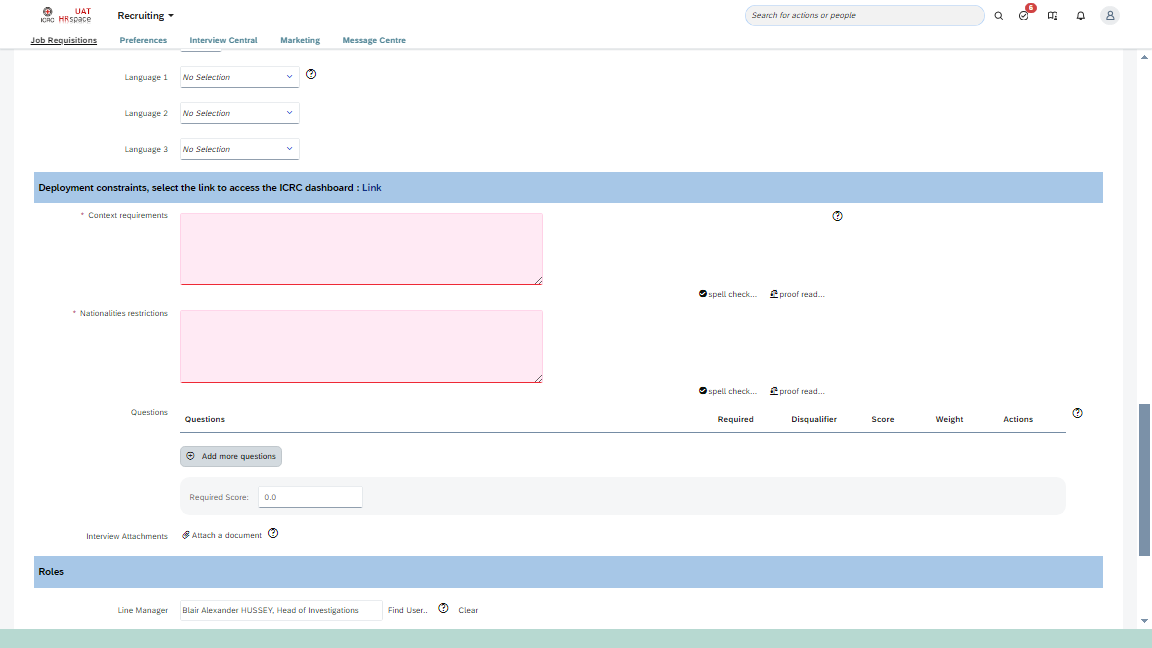 ICRC
UAT
HRspace
Recruiting
Search for actions or people
6
Job Requisitions
Preferences
Interview Central
Marketing
Message Centre
Language 1
No Selection
Language 2
No Selection
Language 3
No Selection
Deployment constraints, select the link to access the ICRC dashboard : Link
* Context requirements
spell check... proof read...
* Nationalities restrictions
spell check... proof read...
Questions
Questions Required Disqualifier Score Weight Actions
Add more questions
Required Score: 0.0
Interview Attachments Attach a document
Roles
Line Manager Blair Alexander HUSSEY, Head of Investigations Find User... Clear